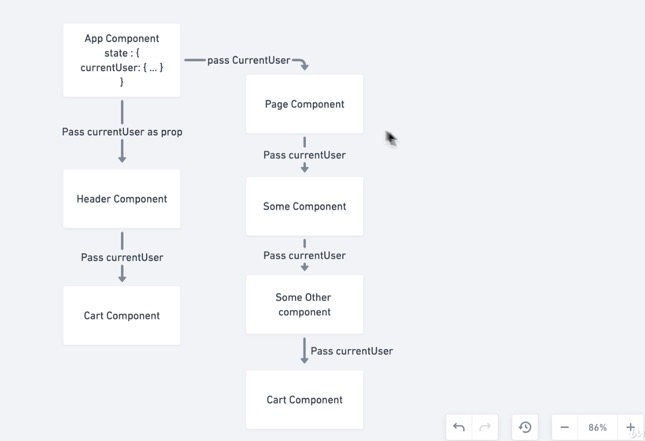 App Component
state : {
currentUser: { ... }
}
pass CurrentUser
Page Component
Pass currentUser as prop
Pass currentUser
Header Component
Some Component
Pass currentUser
Pass currentUser
Cart Component
Some Other
component
Pass currentUser
Cart Component
86%